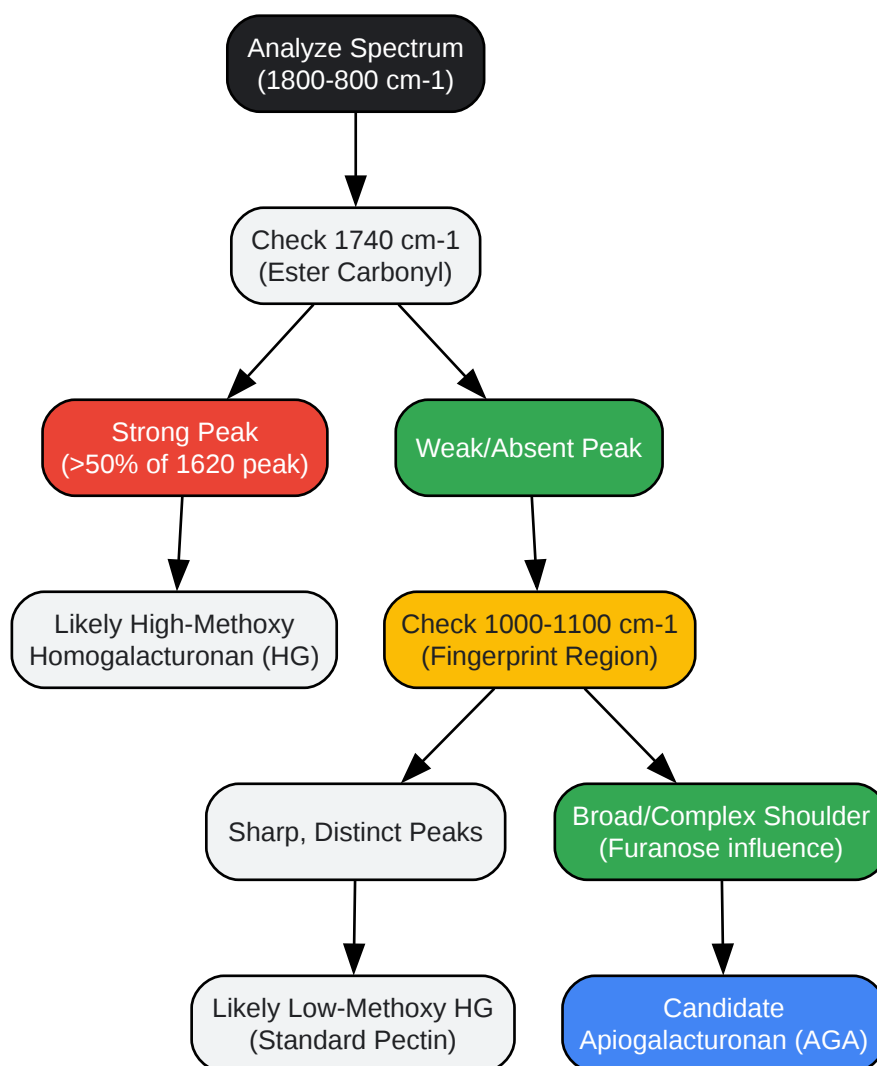 Analyze Spectrum
(1800-800 cm-1)
Check 1740 cm-1
(Ester Carbonyl)
Strong Peak
(>50% of 1620 peak)
Weak/Absent Peak
Likely High-Methoxy
Homogalacturonan (HG)
Check 1000-1100 cm-1
(Fingerprint Region)
Sharp, Distinct Peaks
Broad/Complex Shoulder
(Furanose influence)
Likely Low-Methoxy HG
(Standard Pectin)
Candidate
Apiogalacturonan (AGA)